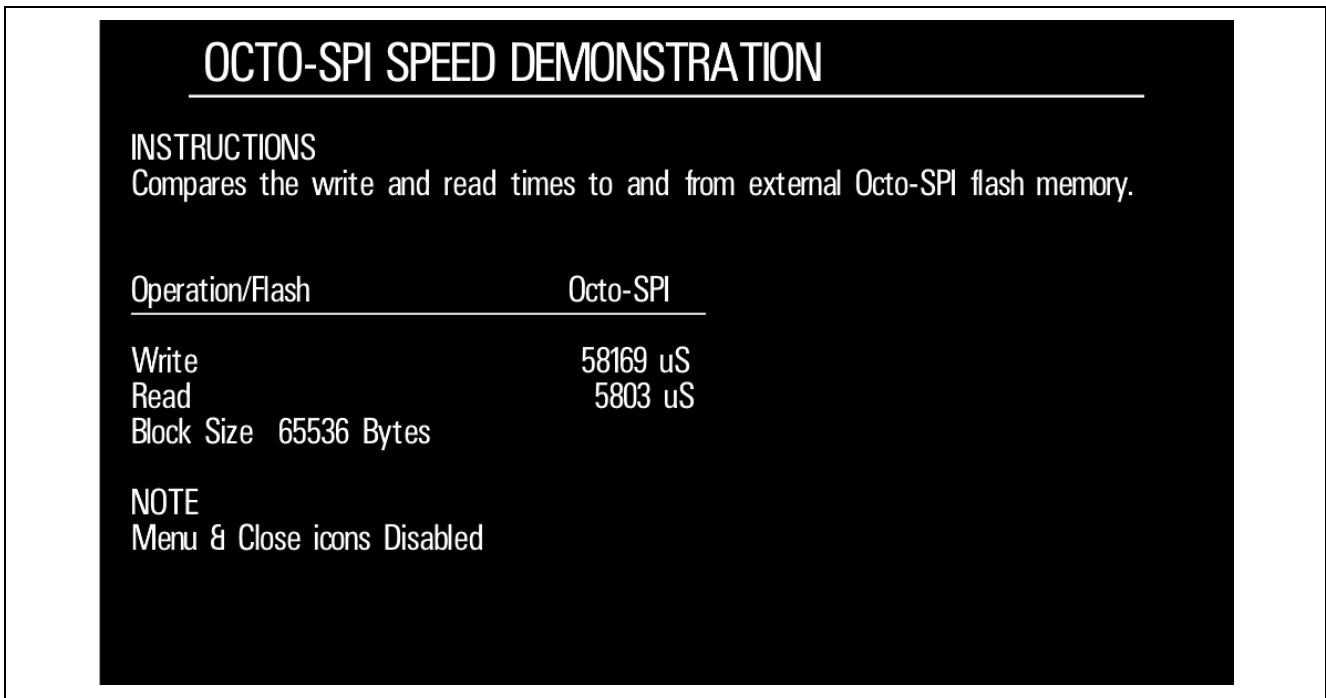 OCTO-SPI SPEED DEMONSTRATION
INSTRUCTIONS
Compares the write and read times to and from external Octo-SPI flash memory.
Operation/Flash Octo-SPI
Write 58169 uS
Read 5803 uS
Block Size 65536 Bytes
NOTE
Menu & Close icons Disabled